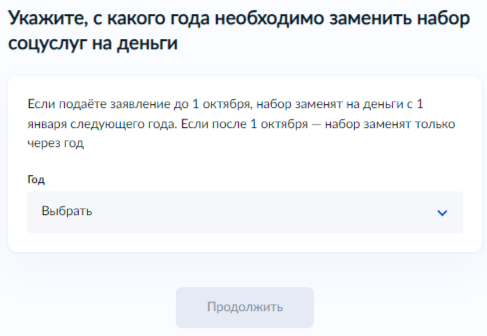 Укажите, с какого года необходимо заменить набор
соцуслуг на деньги
Если подаёте заявление до 1 октября, набор заменят на деньги с 1
января следующего года. Если после 1 октября — набор заменят только
через год
Год
Выбрать
Продолжить